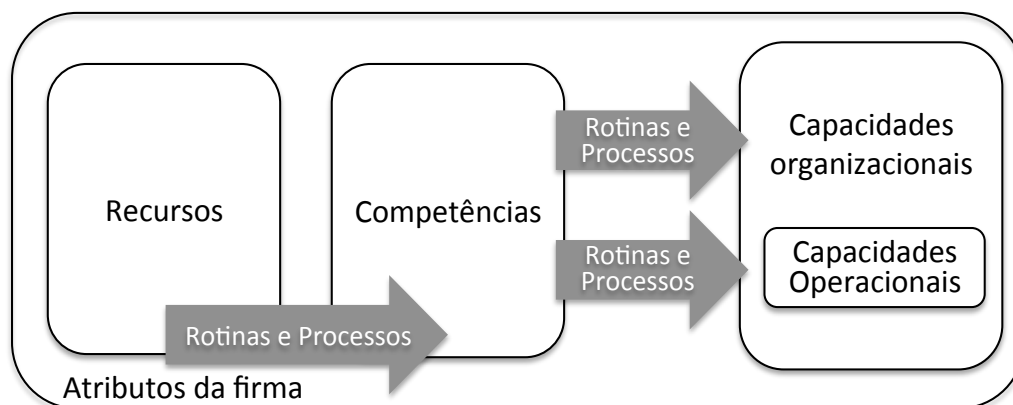 Recursos
Rotinas e Processos
Competências
Rotinas e
Processos
Rotinas e
Processos
Capacidades
organizacionais
Capacidades
Operacionais
Atributos da firma